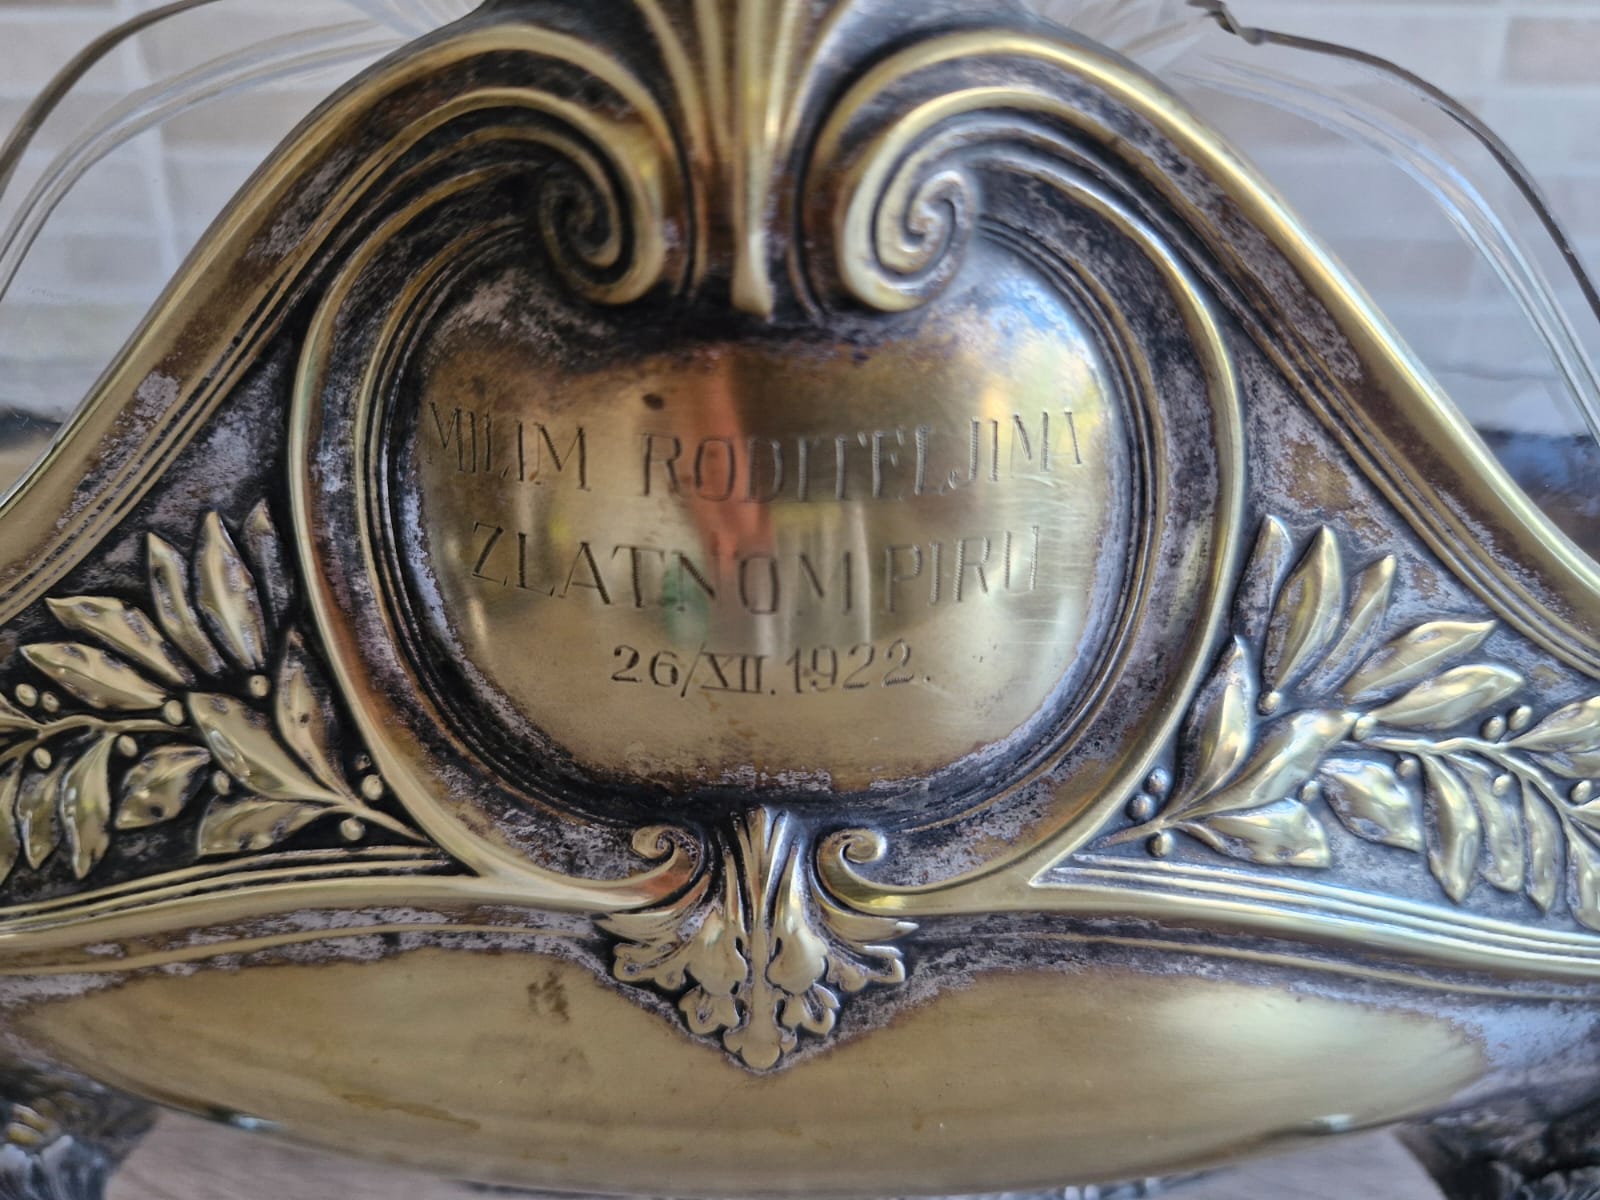 MILIM RODITELJIMA
ZLATNOM PIRU
26/XII. 1922.